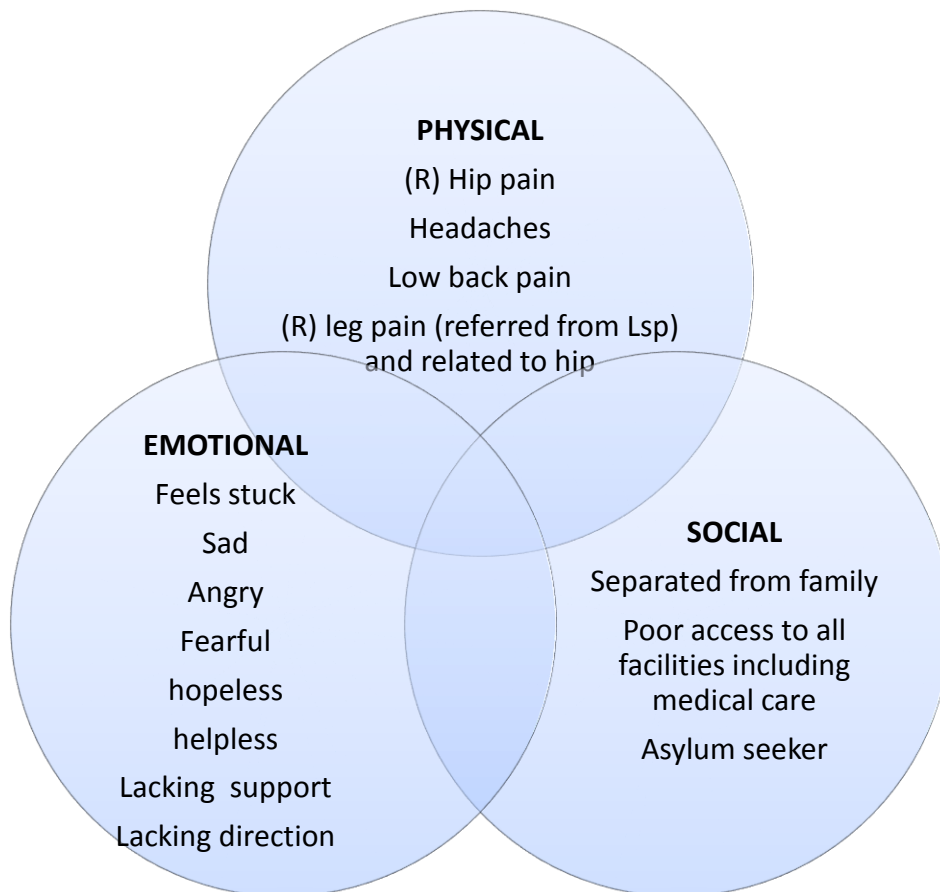 PHYSICAL
(R) Hip pain
Headaches
Low back pain
(R) leg pain (referred from Lsp)
and related to hip
EMOTIONAL
Feels stuck
Sad
Angry
Fearful
hopeless
helpless
Lacking support
Lacking direction
SOCIAL
Separated from family
Poor access to all
facilities including
medical care
Asylum seeker